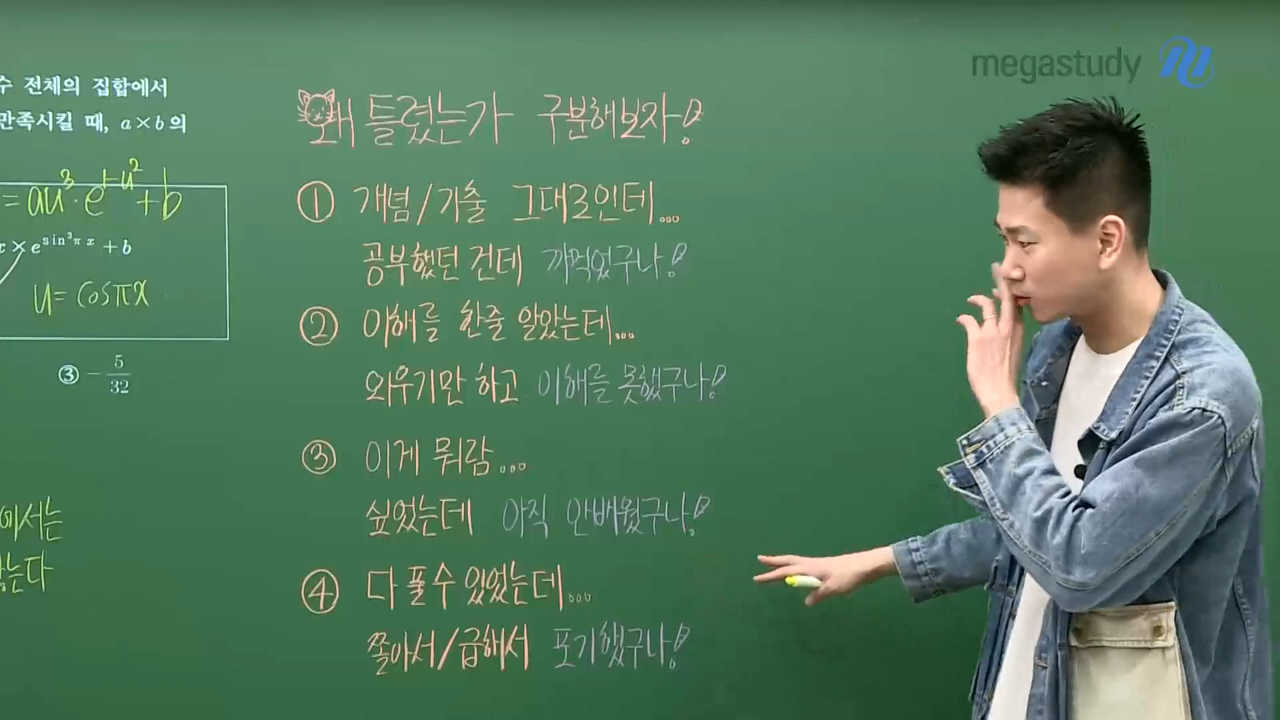 megastudy
수 전체의 집합에서
만족시킬 때, a×b의
= au³·e^{1-u²}+b
x×e^{sin²πx}+b
u= cosπx
③ -5/32
에서는
는다
왜 틀렸는가 구분해보자!
① 개념/기출 그대로인데...
공부했던 건데 까먹었구나!
② 이해를 한줄 알았는데...
외우기만 하고 이해를 못했구나!
③ 이게 뭐람...
싶었는데 아직 안배웠구나!
④ 다 풀 수 있었는데...
쫄아서/급해서 포기했구나!